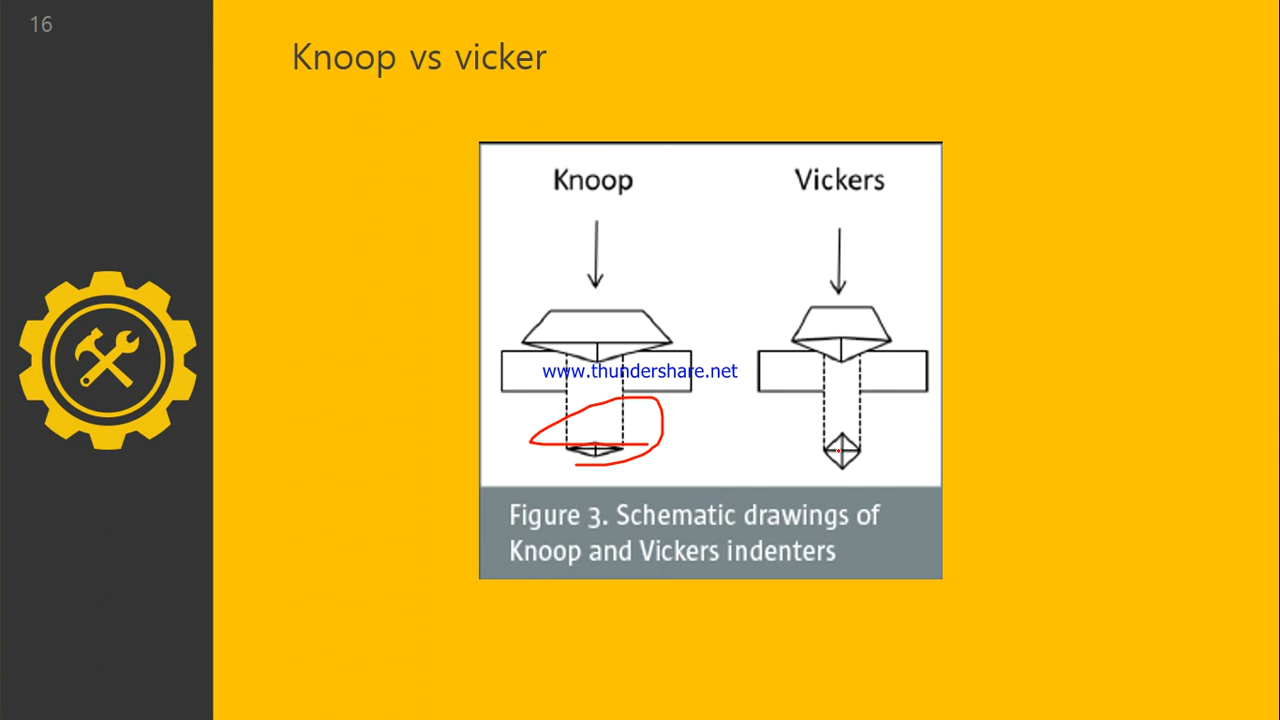 16
Knoop vs vicker
Knoop
Vickers
www.thundershare.net
Figure 3. Schematic drawings of
Knoop and Vickers indenters